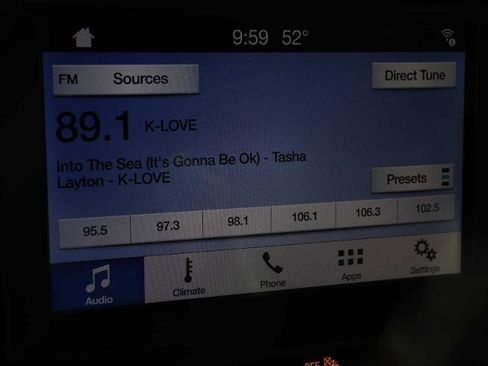 9:59 52°
FM Sources
Direct Tune
89.1 K-LOVE
Into The Sea (It's Gonna Be Ok) - Tasha
Layton - K-LOVE
Presets
95.5 97.3 98.1 106.1 106.3 102.5
Audio Climate Phone Apps Settings
OFF